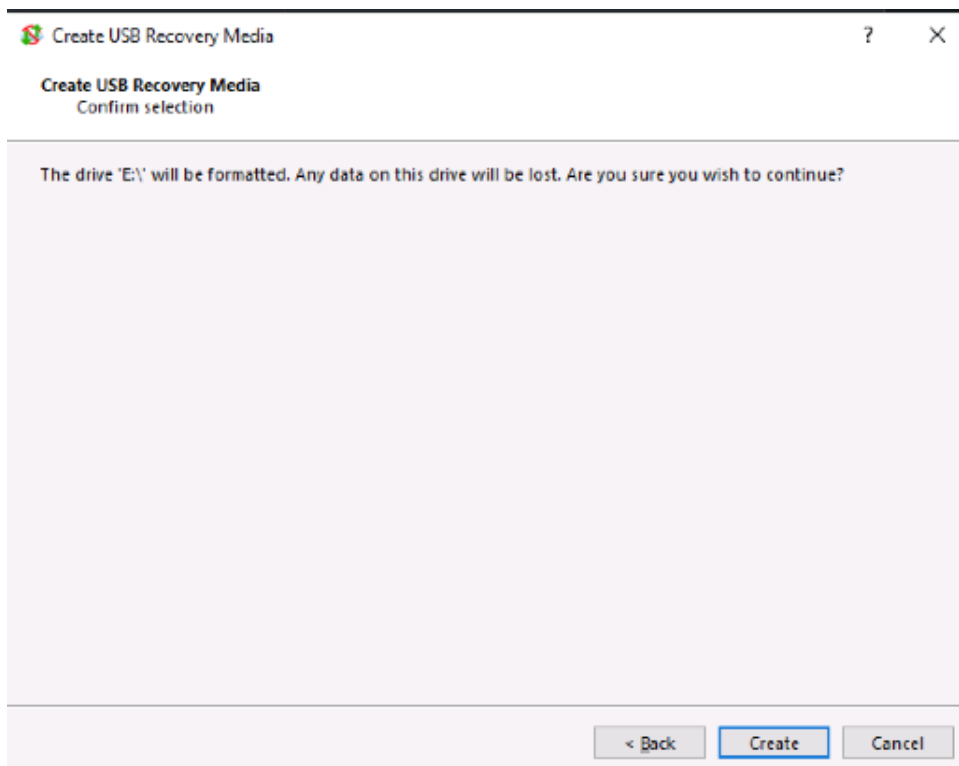 Create USB Recovery Media
?
Create USB Recovery Media
Confirm selection
The drive 'E:\' will be formatted. Any data on this drive will be lost. Are you sure you wish to continue?
< Back
Create
Cancel